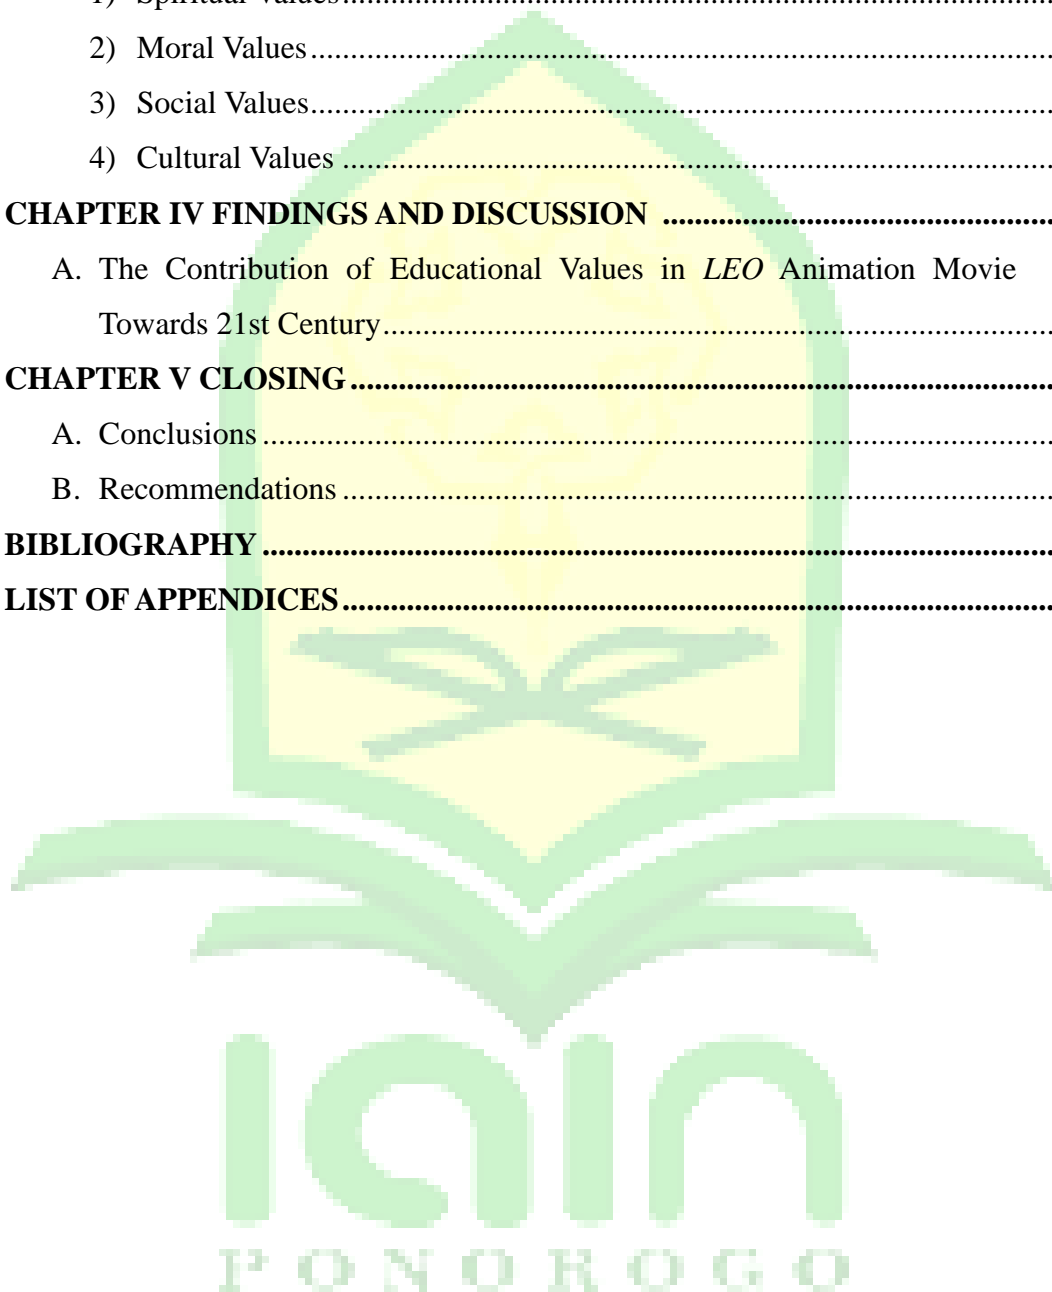 1) Spiritual Values........................................................................
2) Moral Values............................................................................
3) Social Values............................................................................
4) Cultural Values ........................................................................
CHAPTER IV FINDINGS AND DISCUSSION ..................................................
A. The Contribution of Educational Values in LEO Animation Movie
Towards 21st Century......................................................................
CHAPTER V CLOSING........................................................................
A. Conclusions ............................................................................
B. Recommendations ........................................................................
BIBLIOGRAPHY ............................................................................
LIST OF APPENDICES........................................................................
iain
PONOROGO